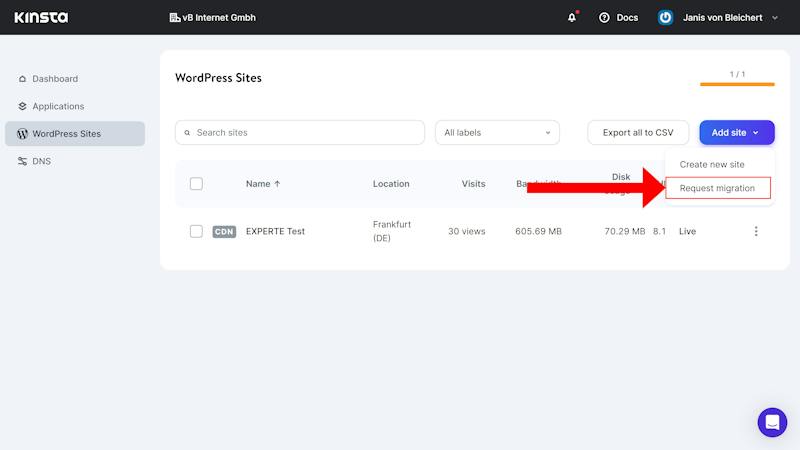 Kinsta
vB Internet Gmbh
Docs
Janis von Bleichert
Dashboard
Applications
WordPress Sites
DNS
WordPress Sites
1 / 1
Search sites
All labels
Export all to CSV
Add site
Create new site
Request migration
Name ↑
Location
Visits
Disk
CDN
EXPERTE Test
Frankfurt
(DE)
30 views
605.69 MB
70.29 MB
8.1
Live